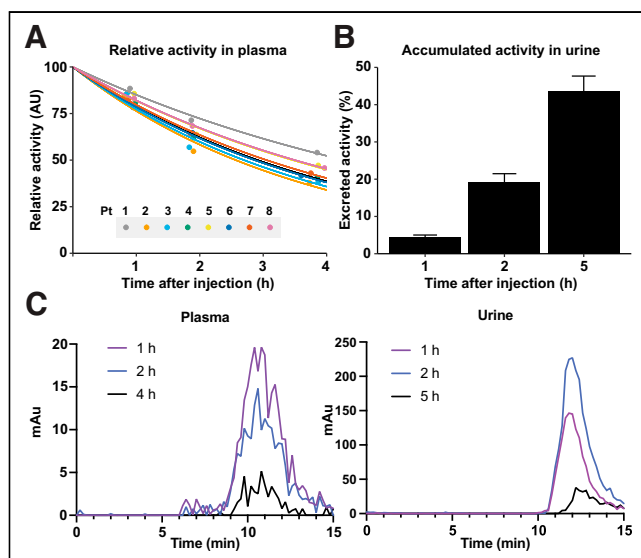 A
Relative activity in plasma
Relative activity (AU)
100
75
50
25
0
Pt 1 2 3 4 5 6 7 8
1 2 3 4
Time after injection (h)
B
Accumulated activity in urine
Excreted activity (%)
50
40
30
20
10
0
1 2 5
Time after injection (h)
C
Plasma
mAu
20
15
10
5
0
1 h
2 h
4 h
0 5 10 15
Time (min)
Urine
mAu
250
200
150
100
50
0
1 h
2 h
5 h
0 5 10 15
Time (min)